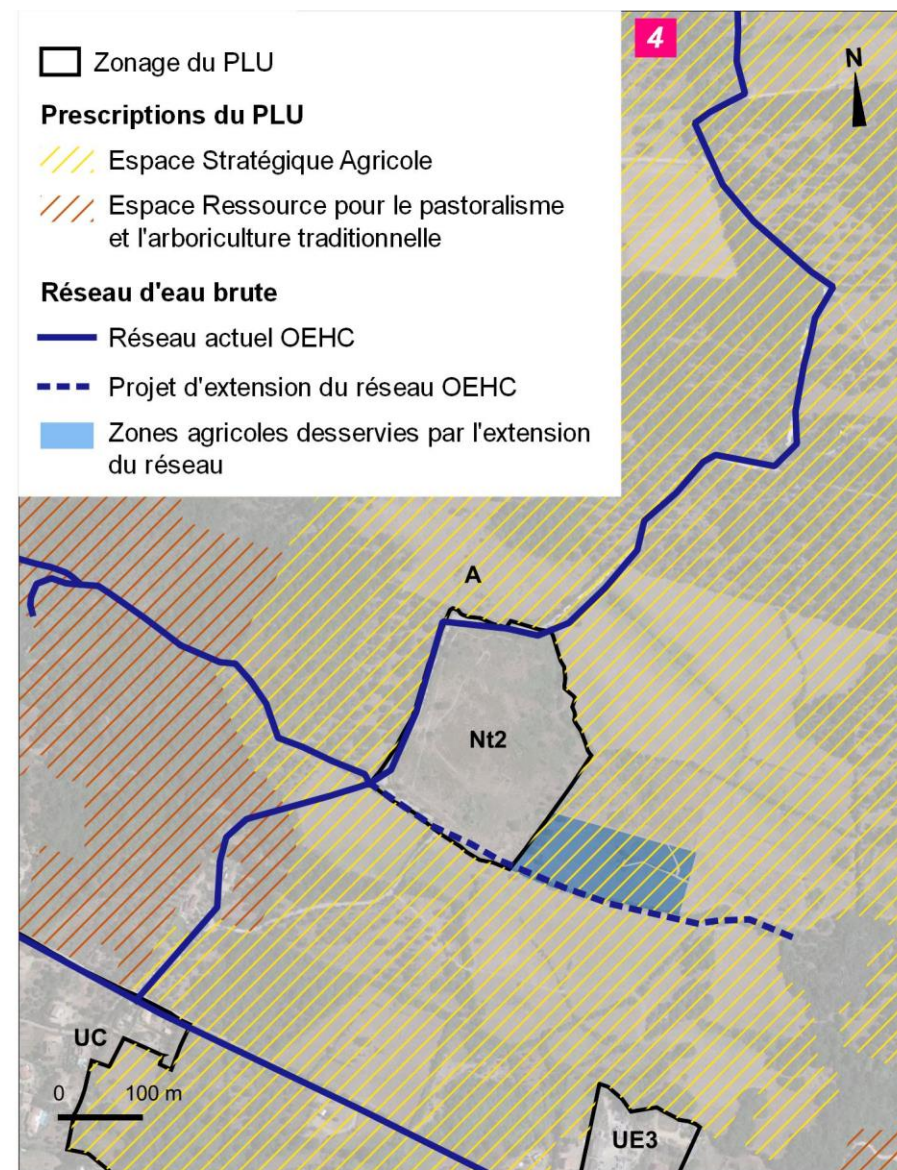 4
N
Zonage du PLU
Prescriptions du PLU
Espace Stratégique Agricole
Espace Ressource pour le pastoralisme
et l'arboriculture traditionnelle
Réseau d'eau brute
Réseau actuel OEHC
Projet d'extension du réseau OEHC
Zones agricoles desservies par l'extension
du réseau
A
Nt2
UC
0 100 m
UE3